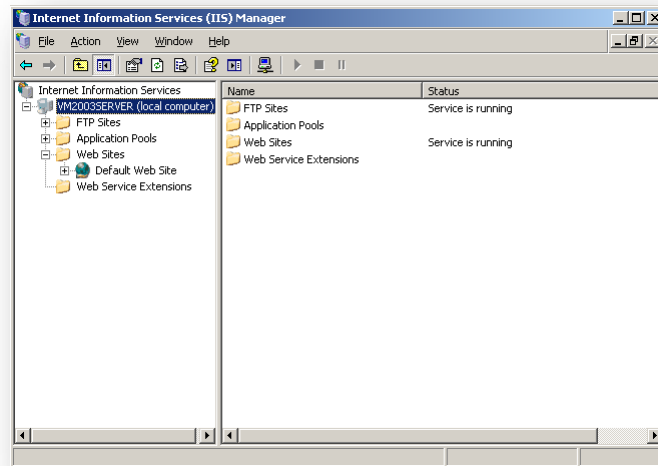 Internet Information Services (IIS) Manager
File Action View Window Help
Internet Information Services
VM2003SERVER (local computer)
FTP Sites
Application Pools
Web Sites
Default Web Site
Web Service Extensions
Name Status
FTP Sites Service is running
Application Pools
Web Sites Service is running
Web Service Extensions